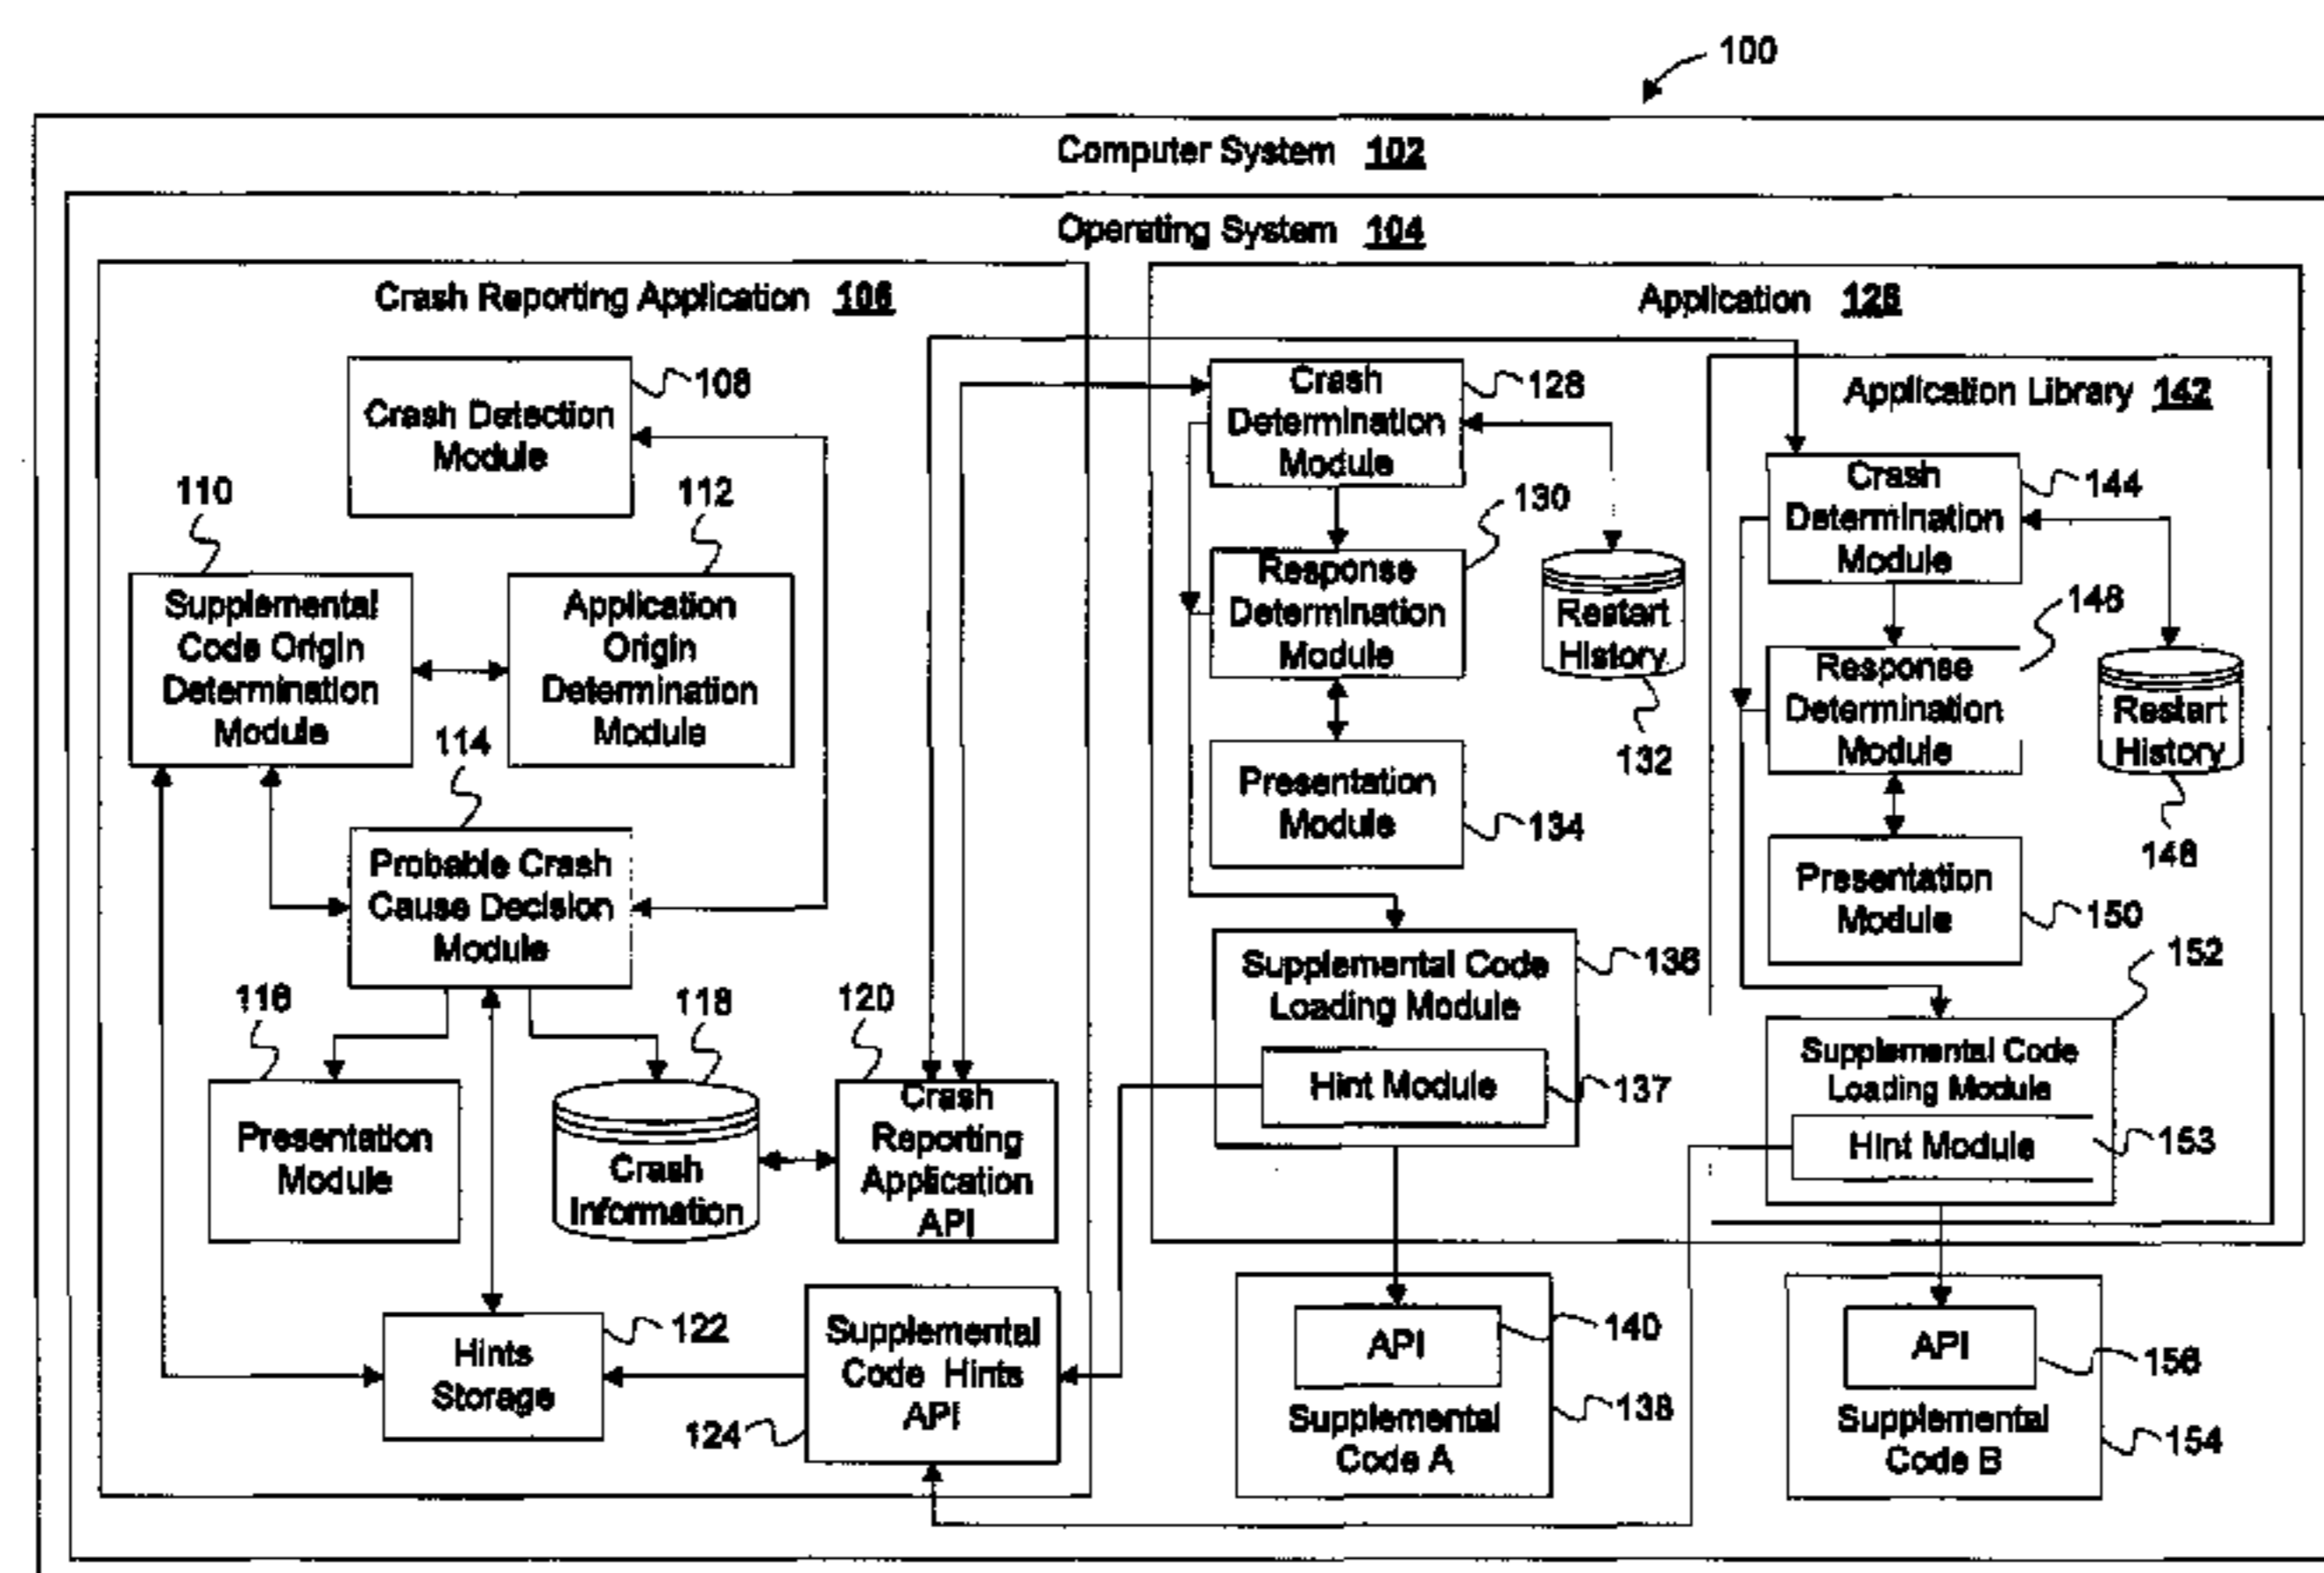 100
Computer System 102
Operating System 104
Crash Reporting Application 106
Application 126
108
Crash Detection
Module
110
112
Supplemental
Code Origin
Determination
Module
Application
Origin
Determination
Module
114
Probable Crash
Cause Decision
Module
116
118
120
Presentation
Module
Crash
Information
Crash
Reporting
Application
API
122
Hints
Storage
Supplemental
Code Hints
API
124
Crash
Determination
Module
128
130
Response
Determination
Module
Restart
History
132
Presentation
Module
134
Supplemental Code
Loading Module
136
Hint Module
137
API
140
Supplemental
Code A
138
Application Library 142
Crash
Determination
Module
144
146
Response
Determination
Module
Restart
History
148
Presentation
Module
150
152
Supplemental Code
Loading Module
Hint Module
153
API
156
Supplemental
Code B
154